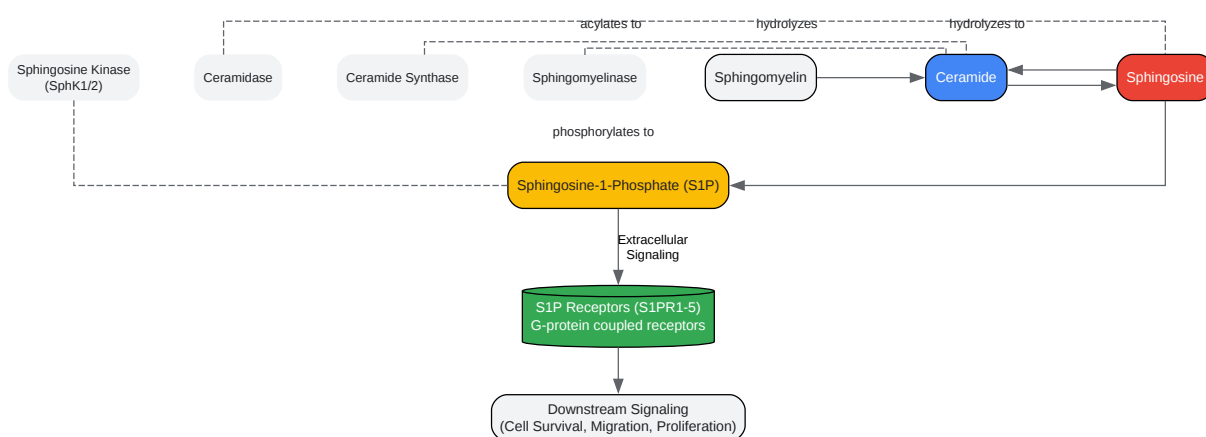 acylates to
hydrolyzes
hydrolyzes to
Sphingosine Kinase
(SphK1/2)
Ceramidase
Ceramide Synthase
Sphingomyelinase
Sphingomyelin
Ceramide
Sphingosine
phosphorylates to
Sphingosine-1-Phosphate (S1P)
Extracellular
Signaling
S1P Receptors (S1PR1-5)
G-protein coupled receptors
Downstream Signaling
(Cell Survival, Migration, Proliferation)